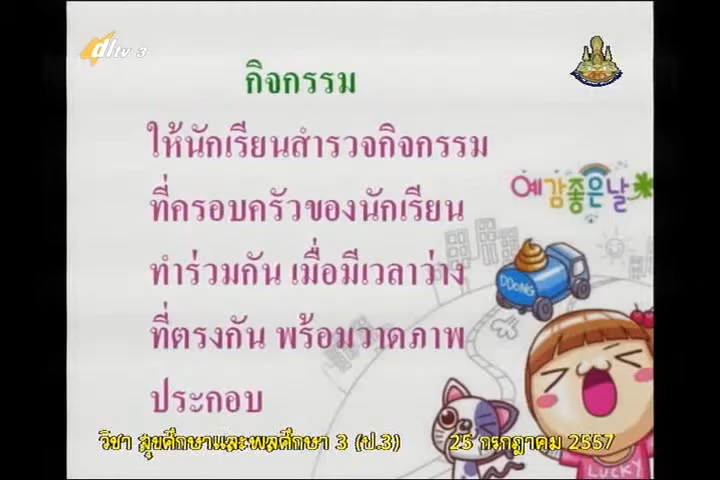 dltv 3
กิจกรรม
ให้นักเรียนสำรวจกิจกรรม
ที่ครอบครัวของนักเรียน
ทำร่วมกัน เมื่อมีเวลาว่าง
ที่ตรงกัน พร้อมวาดภาพ
ประกอบ
예감좋은날
DDONG
LUCKY
วิชา สุขศึกษาและพลศึกษา 3 (ป.3) 25 กรกฎาคม 2557